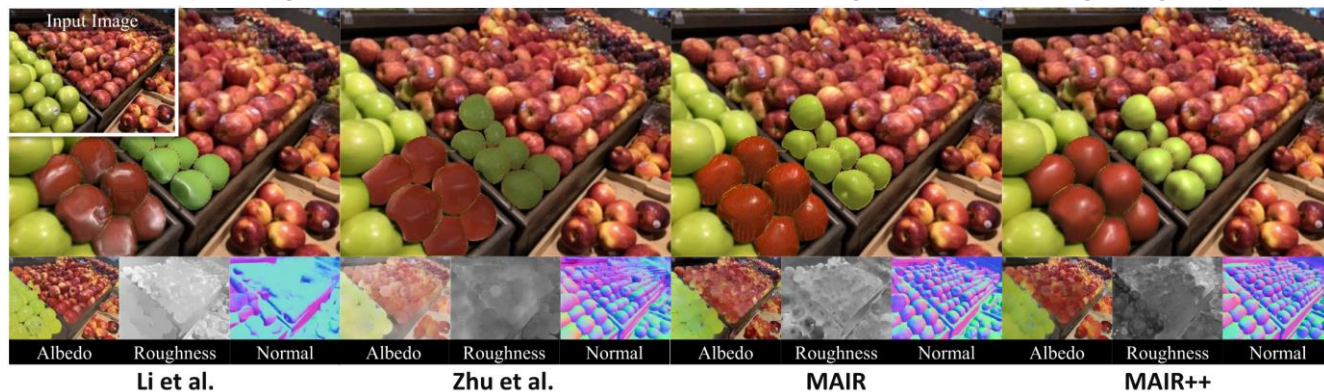 Input Image
Albedo Roughness Normal Albedo Roughness Normal Albedo Roughness Normal Albedo Roughness Normal
Li et al. Zhu et al. MAIR MAIR++